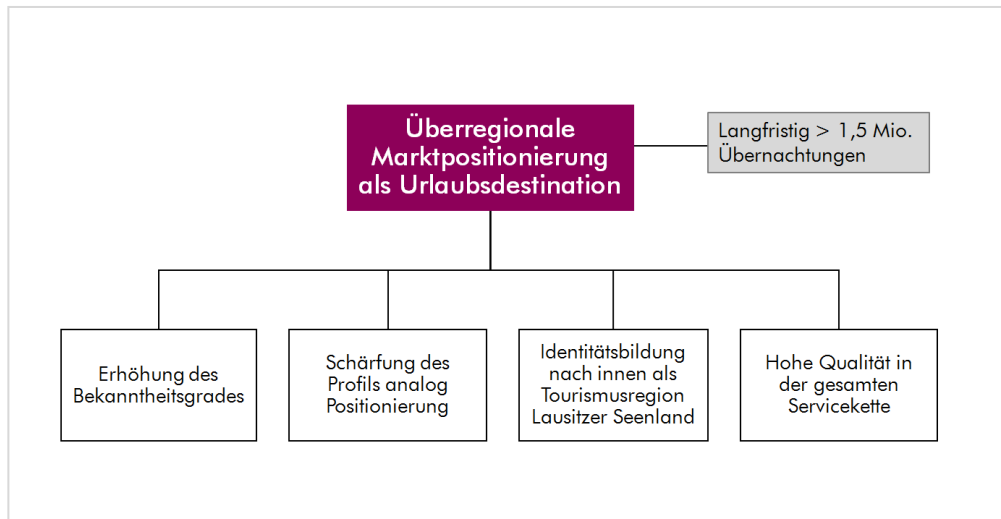 Überregionale
Marktpositionierung
als Urlaubsdestination
Langfristig > 1,5 Mio.
Übernachtungen
Erhöhung des
Bekanntheitsgrades
Schärfung des
Profils analog
Positionierung
Identitätsbildung
nach innen als
Tourismusregion
Lausitzer Seenland
Hohe Qualität in
der gesamten
Servicekette